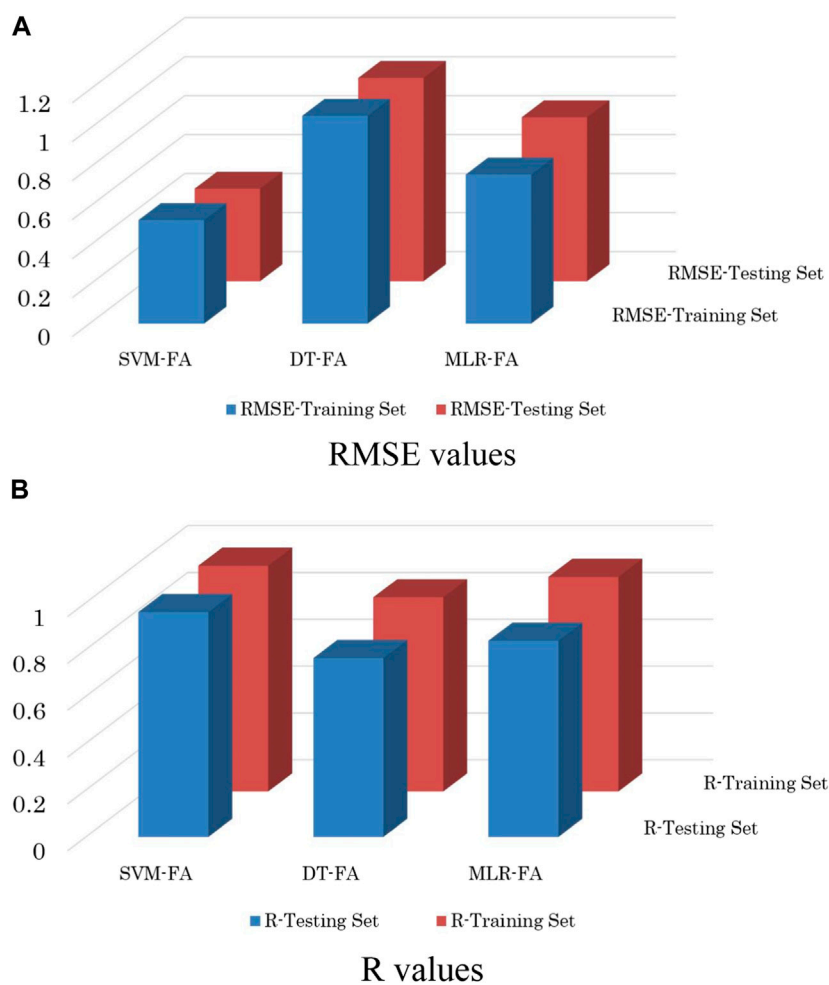 A
1.2
1
0.8
0.6
0.4
0.2
0
RMSE-Testing Set
RMSE-Training Set
SVM-FA DT-FA MLR-FA
RMSE-Training Set RMSE-Testing Set
RMSE values
B
1
0.8
0.6
0.4
0.2
0
R-Training Set
R-Testing Set
SVM-FA DT-FA MLR-FA
R-Testing Set R-Training Set
R values